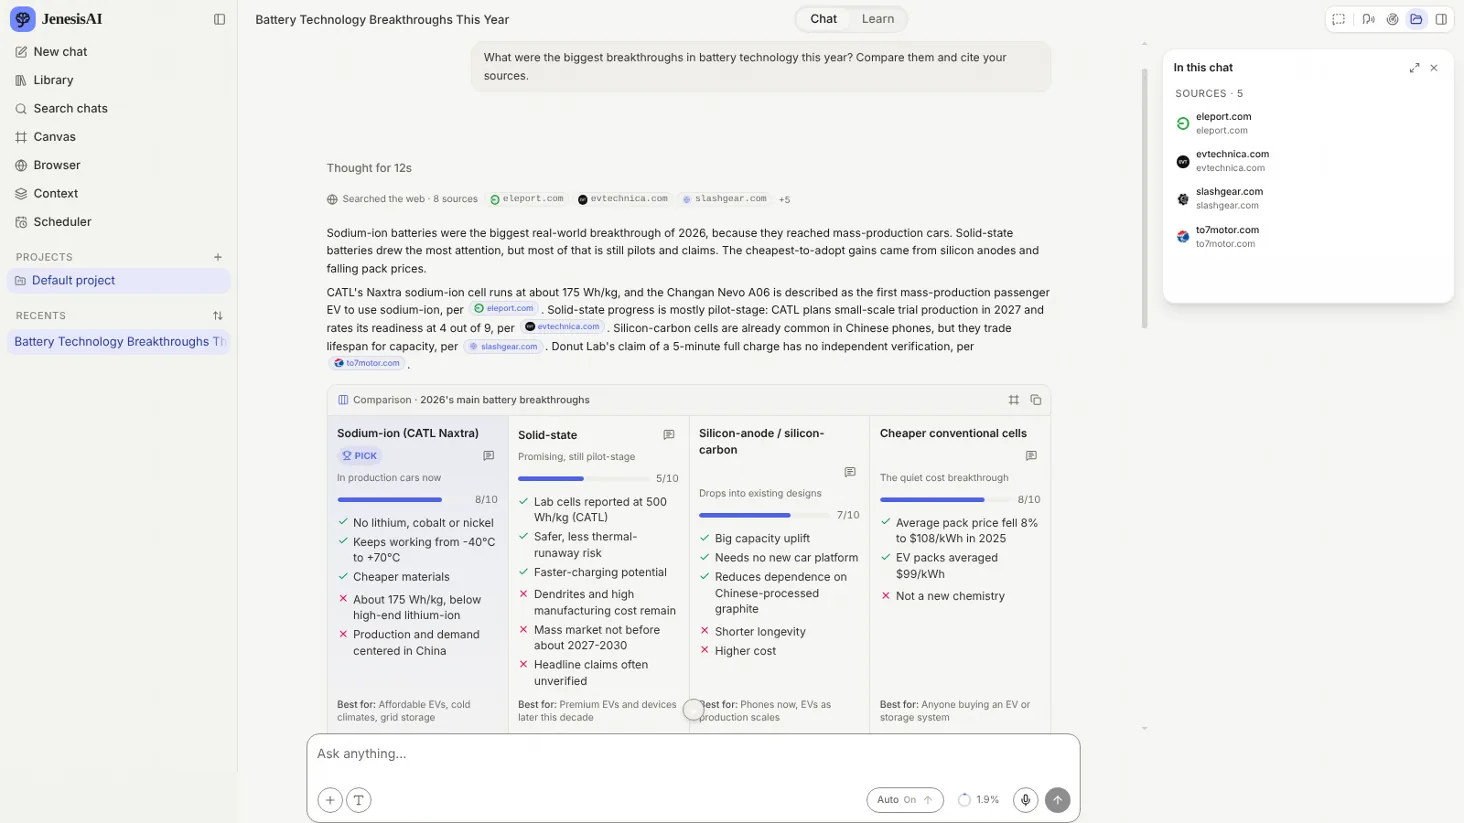 JenesisAI
New chat
Library
Search chats
Canvas
Browser
Context
Scheduler
PROJECTS
Default project
RECENTS
Battery Technology Breakthroughs Th
Battery Technology Breakthroughs This Year
Chat Learn
What were the biggest breakthroughs in battery technology this year? Compare them and cite your
sources.
Thought for 12s
Searched the web · 8 sources eleport.com evtechnica.com slashgear.com +5
Sodium-ion batteries were the biggest real-world breakthrough of 2026, because they reached mass-production cars. Solid-
state batteries drew the most attention, but most of that is still pilots and claims. The cheapest-to-adopt gains came from silicon anodes and
falling pack prices.
CATL's Naxtra sodium-ion cell runs at about 175 Wh/kg, and the Changan Nevo A06 is described as the first mass-production passenger
EV to use sodium-ion, per eleport.com . Solid-state progress is mostly pilot-stage: CATL plans small-scale trial production in 2027 and
rates its readiness at 4 out of 9, per evtechnica.com . Silicon-carbon cells are already common in Chinese phones, but they trade
lifespan for capacity, per slashgear.com . Donut Lab's claim of a 5-minute full charge has no independent verification, per
to7motor.com .
Comparison · 2026's main battery breakthroughs
Sodium-ion (CATL Naxtra)
PICK
In production cars now
8/10
No lithium, cobalt or nickel
Keeps working from -40°C
to +70°C
Cheaper materials
About 175 Wh/kg, below
high-end lithium-ion
Production and demand
centered in China
Best for: Affordable EVs, cold
climates, grid storage
Solid-state
Promising, still pilot-stage
5/10
Lab cells reported at 500
Wh/kg (CATL)
Safer, less thermal-
runaway risk
Faster-charging potential
Dendrites and high
manufacturing cost remain
Mass market not before
about 2027-2030
Headline claims often
unverified
Best for: Premium EVs and devices
later this decade
Silicon-anode / silicon-
carbon
Drops into existing designs
7/10
Big capacity uplift
Needs no new car platform
Reduces dependence on
Chinese-processed
graphite
Shorter longevity
Higher cost
Best for: Phones now, EVs as
production scales
Cheaper conventional cells
The quiet cost breakthrough
8/10
Average pack price fell 8%
to $108/kWh in 2025
EV packs averaged
$99/kWh
Not a new chemistry
Best for: Anyone buying an EV or
storage system
Ask anything...
Auto On 1.9%
In this chat
SOURCES · 5
eleport.com
eleport.com
EVT
evtechnica.com
evtechnica.com
slashgear.com
slashgear.com
to7motor.com
to7motor.com